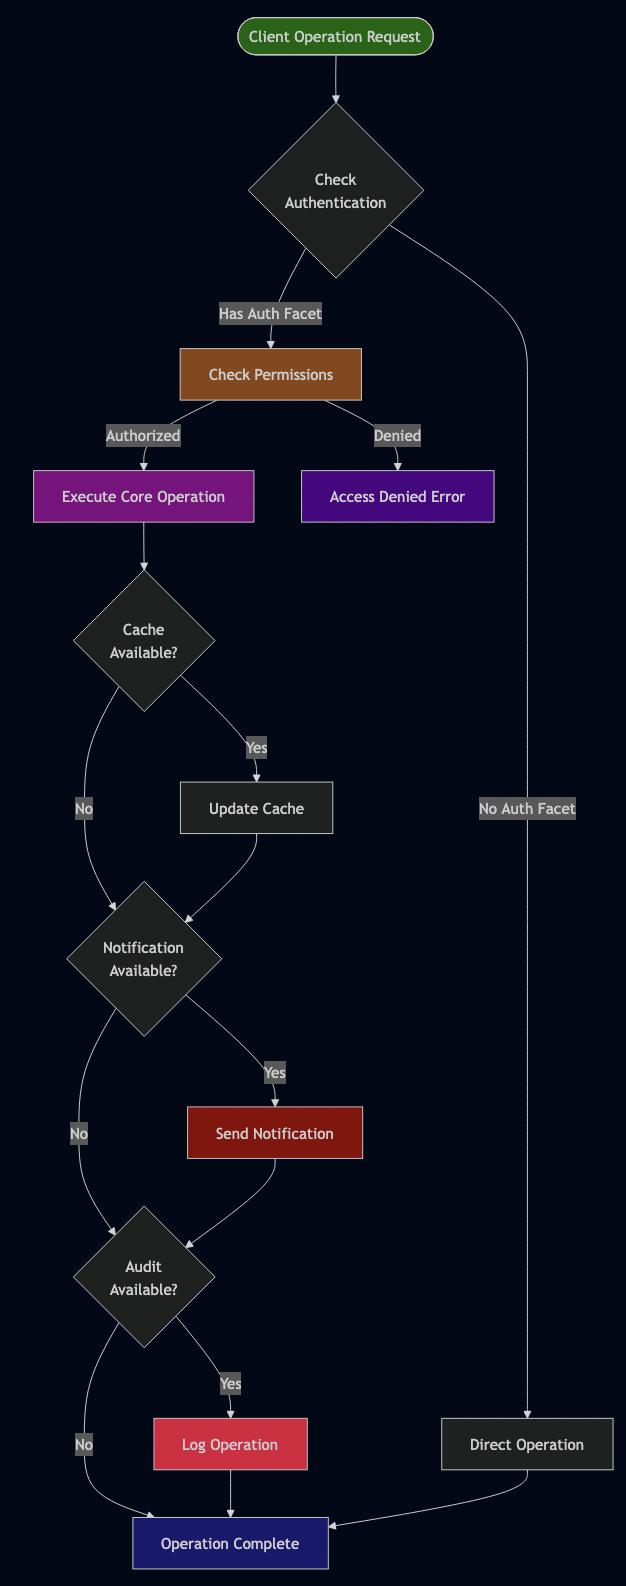 Client Operation Request
Check
Authentication
Has Auth Facet
Check Permissions
Authorized
Denied
Execute Core Operation
Access Denied Error
Cache
Available?
Yes
No
Update Cache
No Auth Facet
Notification
Available?
Yes
No
Send Notification
Audit
Available?
Yes
No
Log Operation
Direct Operation
Operation Complete